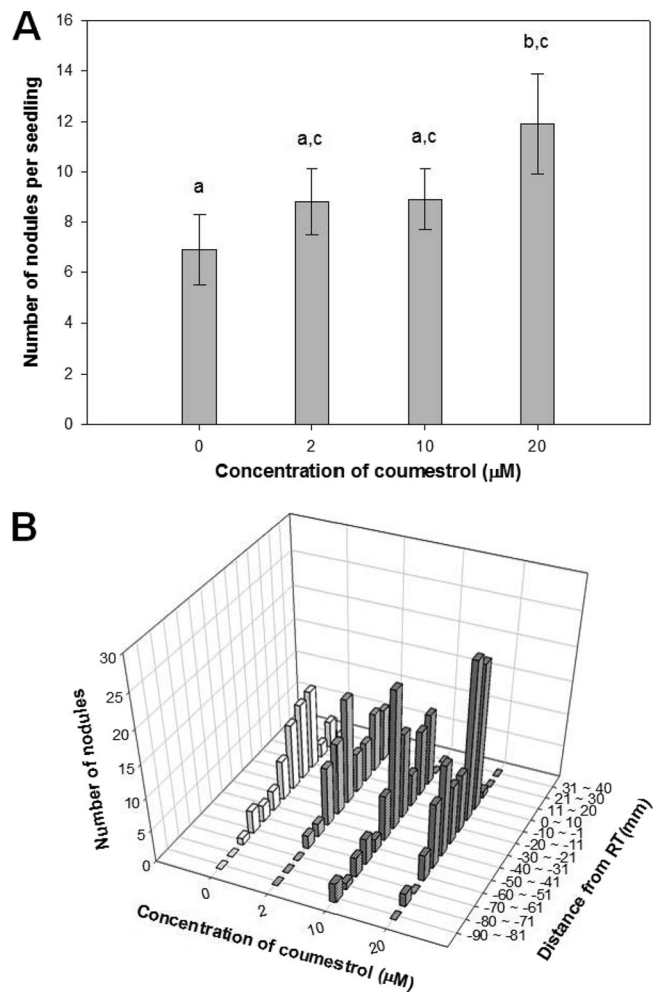 A
16
14
12
10
8
6
4
2
0
Number of nodules per seedling
a
a,c
a,c
b,c
0
2
10
20
Concentration of coumestrol (µM)
B
30
25
20
15
10
5
0
Number of nodules
0
2
10
20
Concentration of coumestrol (µM)
31 ~ 40
21 ~ 30
11 ~ 20
0 ~ 10
-10 ~ -1
-20 ~ -11
-30 ~ -21
-40 ~ -31
-50 ~ -41
-60 ~ -51
-70 ~ -61
-80 ~ -71
-90 ~ -81
Distance from RT(mm)